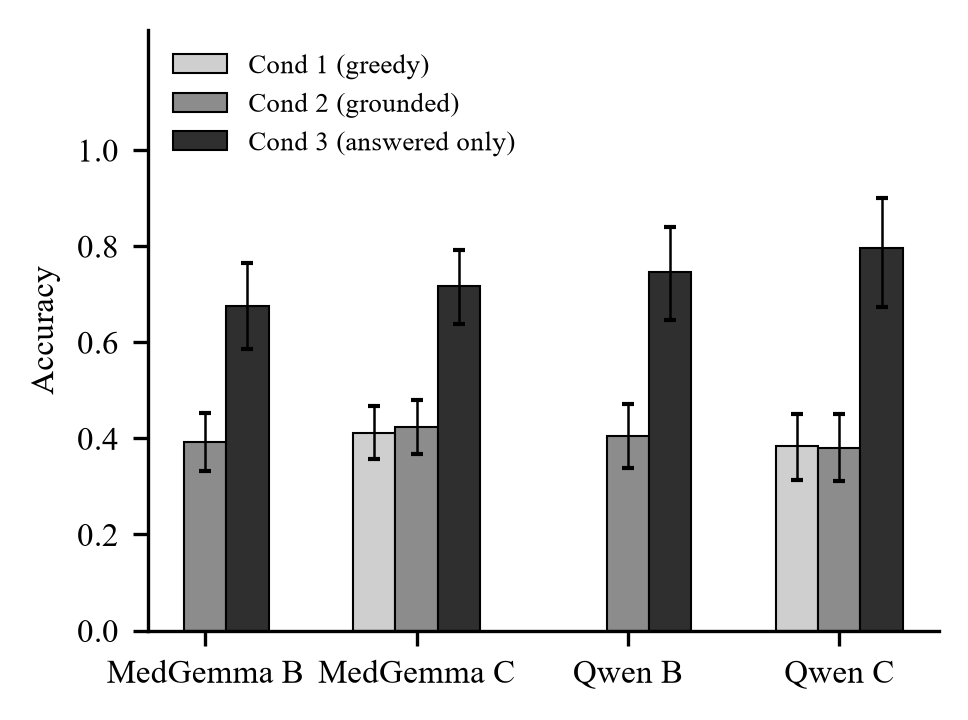 Cond 1 (greedy)
Cond 2 (grounded)
Cond 3 (answered only)
1.0
0.8
0.6
0.4
0.2
0.0
Accuracy
MedGemma B MedGemma C Qwen B Qwen C